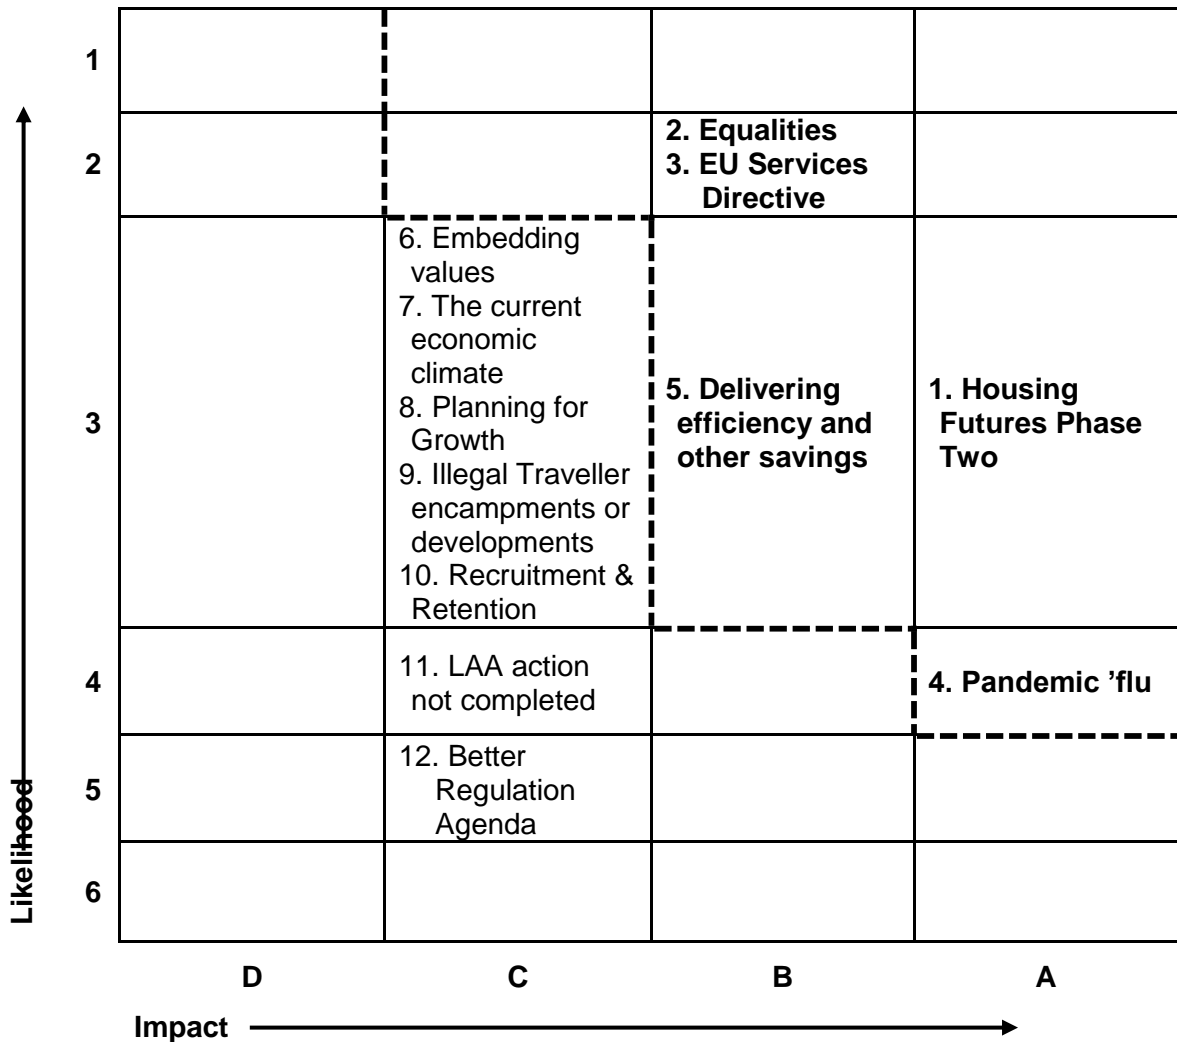 1
2
2. Equalities
3. EU Services
Directive
3
6. Embedding
values
7. The current
economic
climate
8. Planning for
Growth
9. Illegal Traveller
encampments or
developments
10. Recruitment &
Retention
5. Delivering
efficiency and
other savings
1. Housing
Futures Phase
Two
4
11. LAA action
not completed
4. Pandemic ’flu
5
12. Better
Regulation
Agenda
6
Likelihood
D C B A
Impact